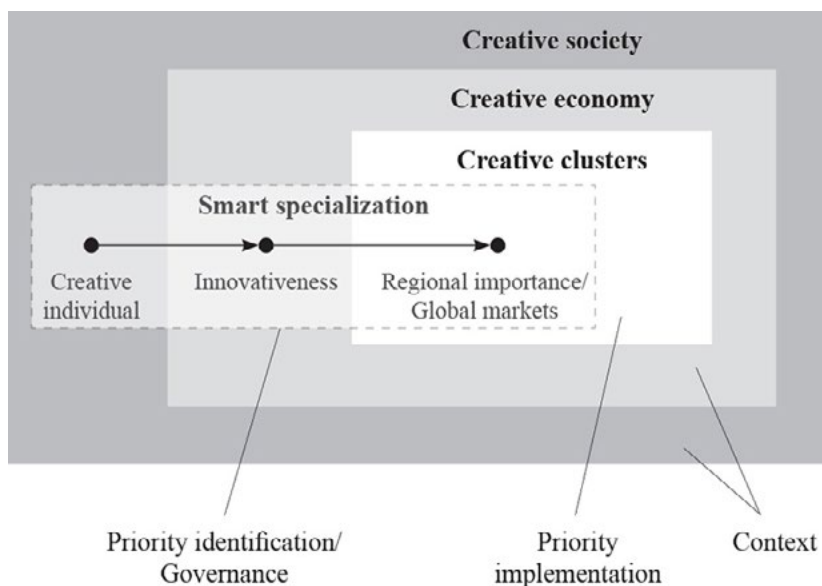 Creative society
Creative economy
Creative clusters
Smart specialization
Creative
individual
Innovativeness
Regional importance/
Global markets
Priority identification/
Governance
Priority
implementation
Context